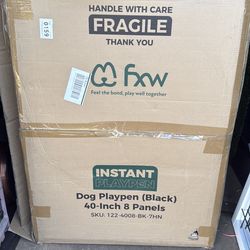 HANDLE WITH CARE
FRAGILE
THANK YOU
0159
fxw
Feel the bond, play well together
INSTANT
PLAYPEN
Dog Playpen (Black)
40-Inch 8 Panels
SKU: 122-4008-BK-7HN